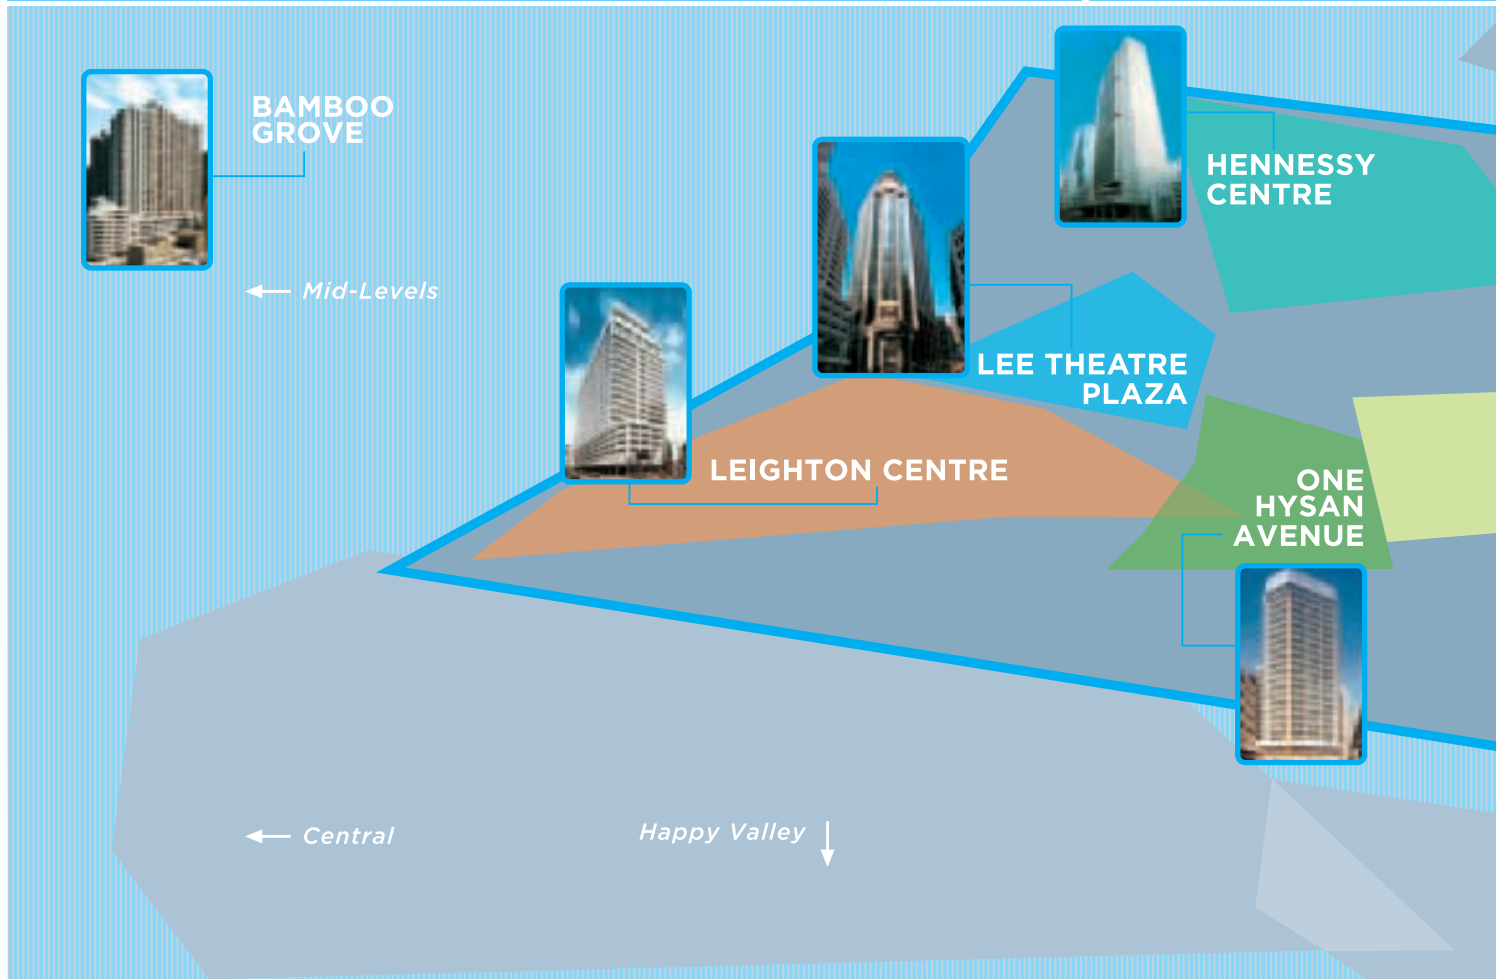 BAMBOO
GROVE
HENNESSY
CENTRE
Mid-Levels
LEE THEATRE
PLAZA
LEIGHTON CENTRE
ONE
HYSAN
AVENUE
Central
Happy Valley